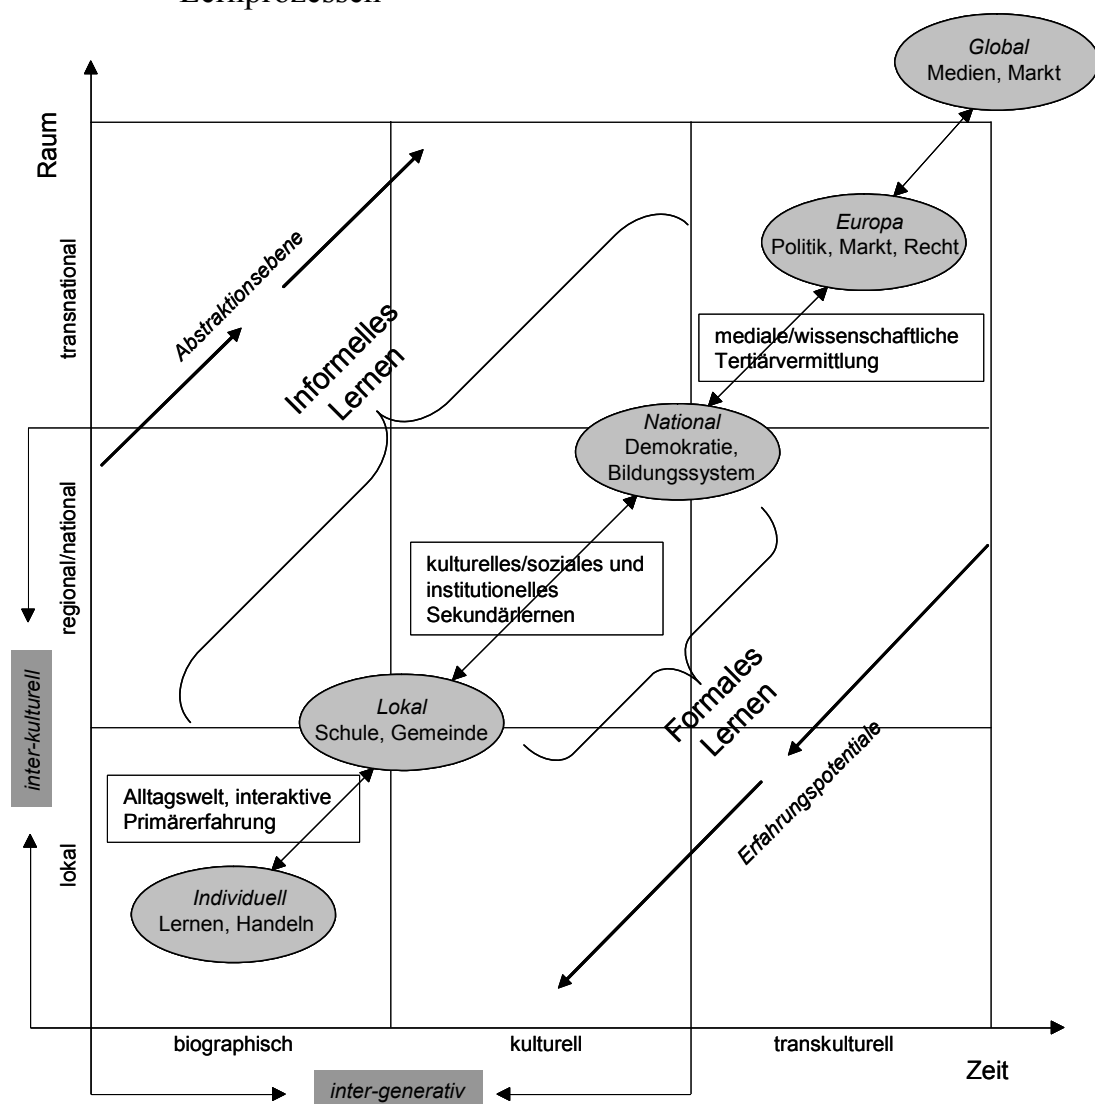 Lernprozessen
Global
Medien, Markt
Raum
Europa
Politik, Markt, Recht
transnational
Abstraktionsebene
mediale/wissenschaftliche
Tertiärvermittlung
Informelles
Lernen
National
Demokratie,
Bildungssystem
regional/national
kulturelles/soziales und
institutionelles
Sekundärlernen
inter-kulturell
Lokal
Schule, Gemeinde
Formales
Lernen
Erfahrungspotentiale
Alltagswelt, interaktive
Primärerfahrung
lokal
Individuell
Lernen, Handeln
biographisch
kulturell
transkulturell
Zeit
inter-generativ